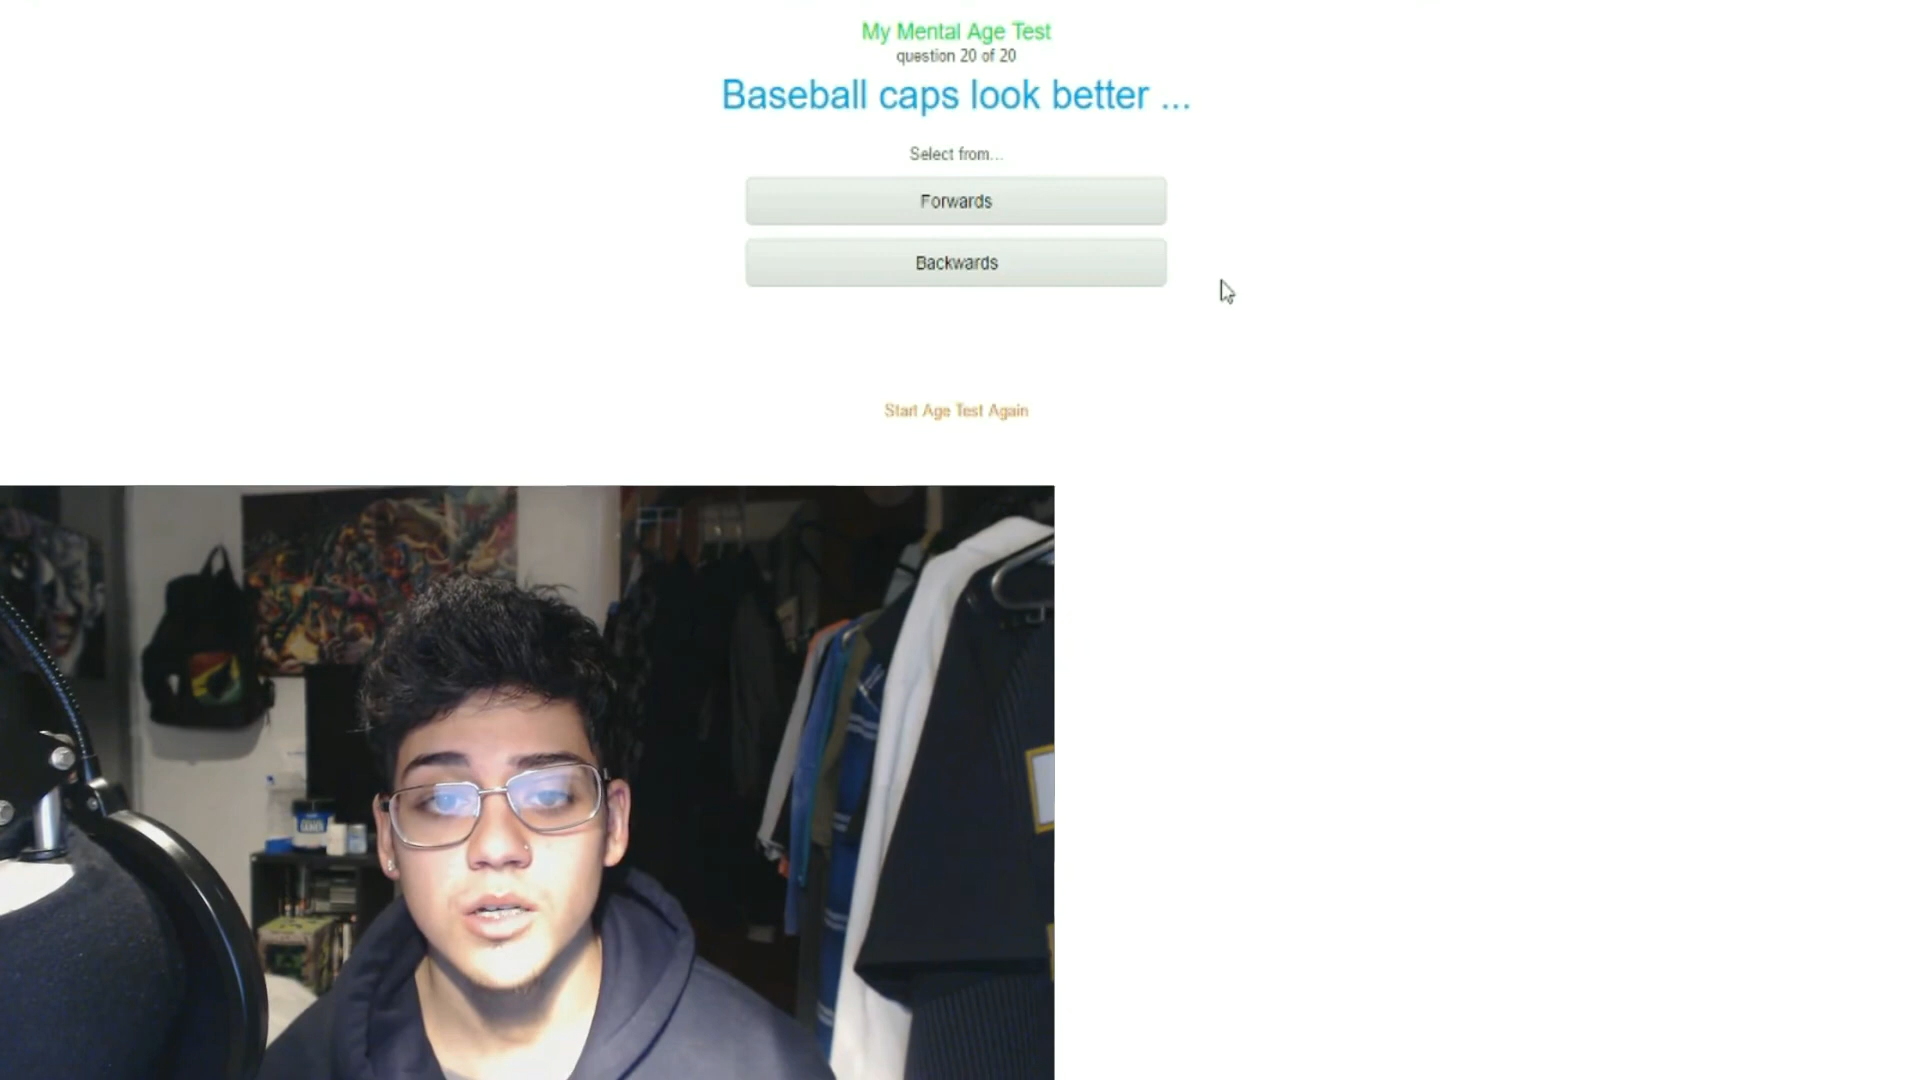 My Mental Age Test
question 20 of 20
Baseball caps look better ...
Select from...
Forwards
Backwards
Start Age Test Again